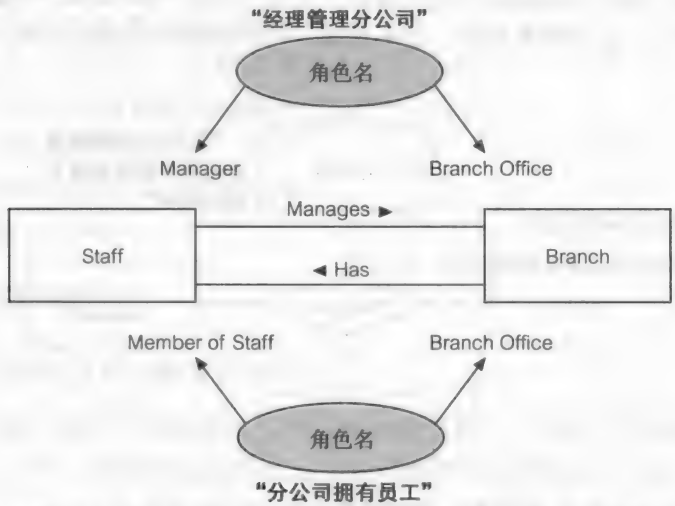 “经理管理分公司”
角色名
Manager
Branch Office
Manages ►
Staff
Branch
◄ Has
Member of Staff
Branch Office
角色名
“分公司拥有员工”